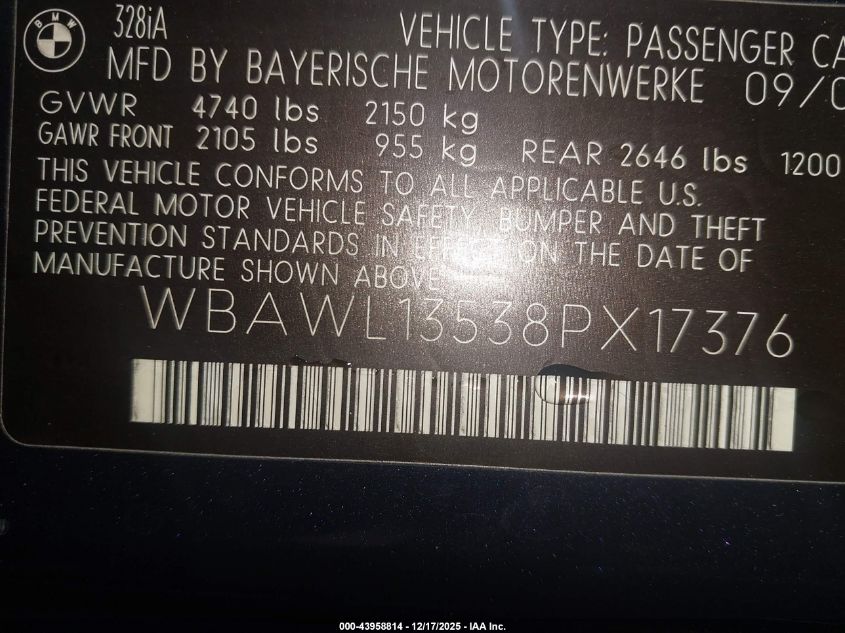 BMW
328iA
VEHICLE TYPE: PASSENGER CA
MFD BY BAYERISCHE MOTORENWERKE 09/0
GVWR 4740 lbs 2150 kg
GAWR FRONT 2105 lbs 955 kg REAR 2646 lbs 1200
THIS VEHICLE CONFORMS TO ALL APPLICABLE U.S.
FEDERAL MOTOR VEHICLE SAFETY, BUMPER AND THEFT
PREVENTION STANDARDS IN EFFECT ON THE DATE OF
MANUFACTURE SHOWN ABOVE
WBAWL13538PX17376
000-43958814 - 12/17/2025 - IAA Inc.